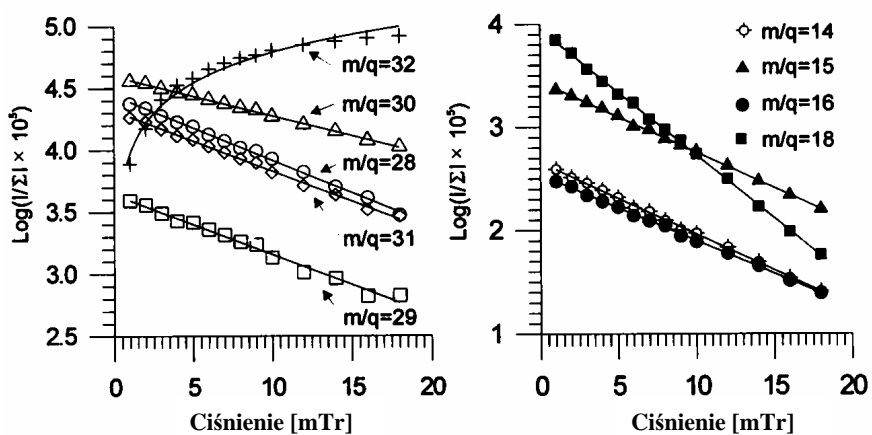 Log(I/ΣI × 10⁵)
5.0
4.5
4.0
3.5
3.0
2.5
m/q=32
m/q=30
m/q=28
m/q=31
m/q=29
0
5
10
15
20
Ciśnienie [mTr]
Log(I/ΣI × 10⁵)
4
3
2
1
m/q=14
m/q=15
m/q=16
m/q=18
0
5
10
15
20
Ciśnienie [mTr]